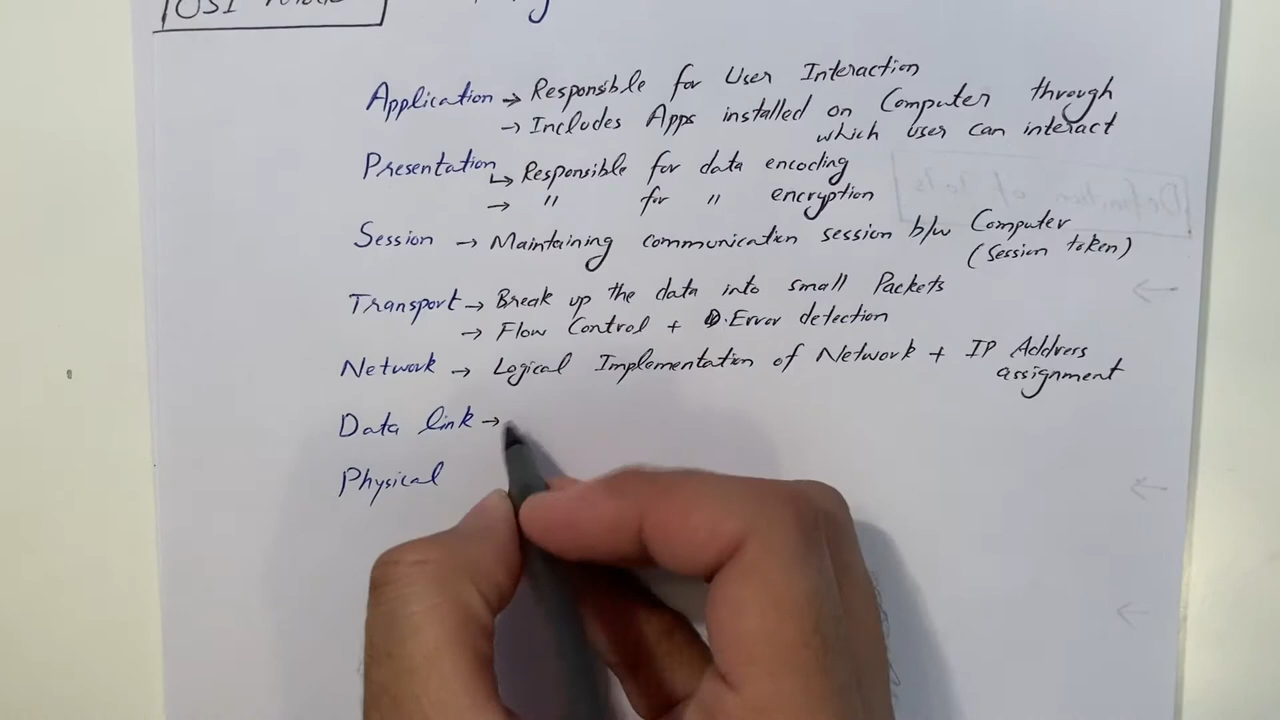 OSI
Application → Responsible for User Interaction
→ Includes Apps installed on Computer through
which user can interact
Presentation
↳ Responsible for data encoding
→ " for " encryption
Session → Maintaining communication session b/w Computer
(session token)
Transport → Break up the data into small Packets
→ Flow Control + Error detection
Network → Logical Implementation of Network + IP Address
assignment
Data link →
Physical